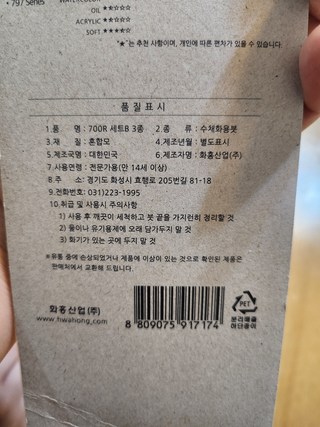 · 797 Series
OIL ★★☆☆☆
ACRYLIC ★★☆☆☆
SOFT ★★★★☆
"★"는 추천 사항이며, 개인에 따른 편차가 있을 수 있습니다.
품질표시
1.품 명 : 700R 세트B 3종 2.종 류 : 수채화용붓
3.재 질 : 혼합모 4.제조년월 : 별도표시
5.제조국명 : 대한민국 6.제조자명 : 화홍산업(주)
7.사용연령 : 전문가용(만 14세 이상)
8.주 소 : 경기도 화성시 효행로 205번길 81-18
9.전화번호: 031)223-1995
10.취급 및 사용시 주의사항
1) 사용 후 깨끗이 세척하고 붓 끝을 가지런히 정리할 것
2) 물이나 유기용제에 오래 담가두지 말 것
3) 화기가 있는 곳에 두지 말 것
※유통 중에 손상되었거나 제품에 이상이 있는 것으로 확인된 제품은
판매처에서 교환해 드립니다.
화홍산업(주)
www.hwahong.com
8 809075 917174
PET
분리배출